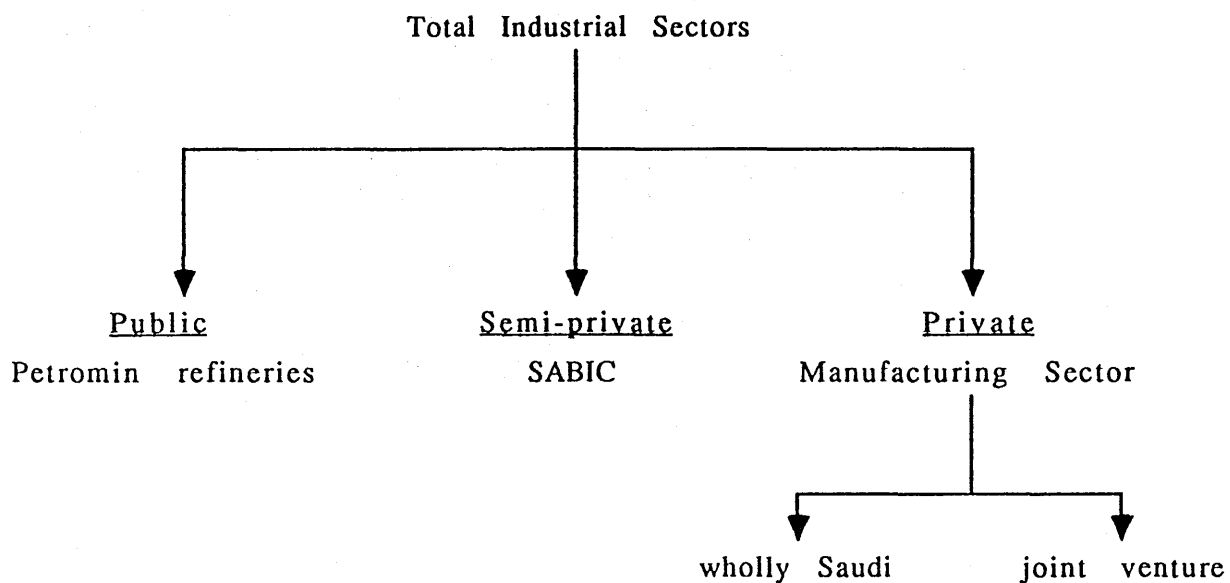 Total Industrial Sectors
Public Semi-private Private
Petromin refineries SABIC Manufacturing Sector
wholly Saudi joint venture